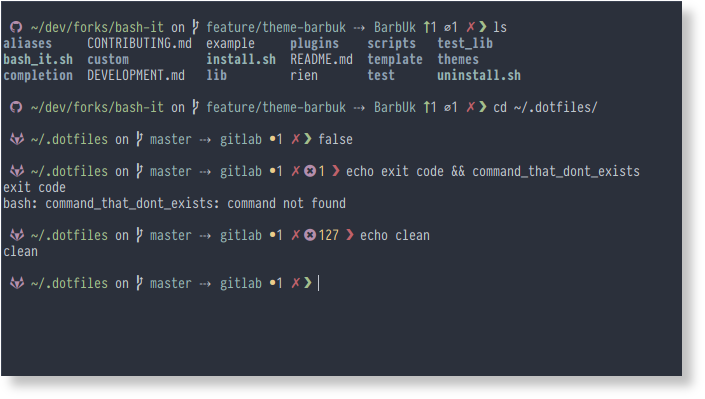 ~/dev/forks/bash-it on feature/theme-barbuk ⤏ BarbUk ↑1 ⌀1 ✗ ❯ ls
aliases CONTRIBUTING.md example plugins scripts test_lib
bash_it.sh custom install.sh README.md template themes
completion DEVELOPMENT.md lib rien test uninstall.sh
~/dev/forks/bash-it on feature/theme-barbuk ⤏ BarbUk ↑1 ⌀1 ✗ ❯ cd ~/.dotfiles/
~/.dotfiles on master ⤏ gitlab •1 ✗ ❯ false
~/.dotfiles on master ⤏ gitlab •1 ✗ 1 ❯ echo exit code && command_that_dont_exists
exit code
bash: command_that_dont_exists: command not found
~/.dotfiles on master ⤏ gitlab •1 ✗ 127 ❯ echo clean
clean
~/.dotfiles on master ⤏ gitlab •1 ✗ ❯